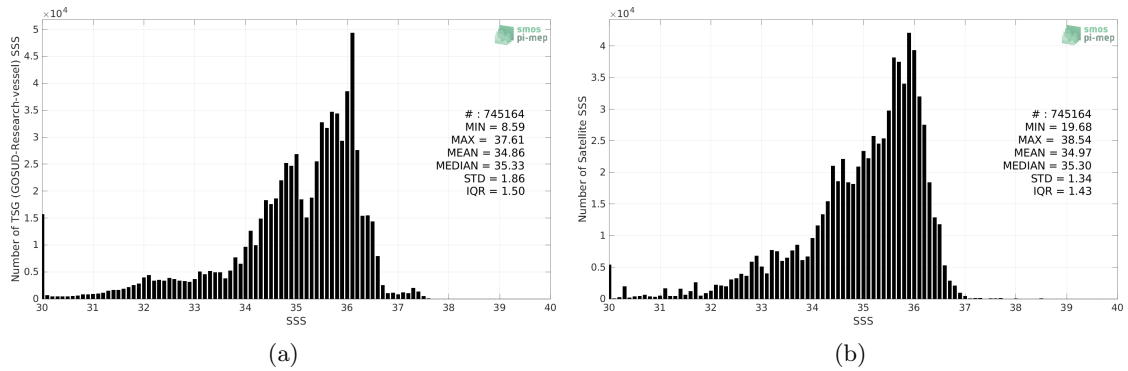 ×10⁴
5
4.5
4
3.5
3
2.5
2
1.5
1
0.5
0
Number of TSG (GOSUD-Research-vessel) SSS
smos
pi-mep
# : 745164
MIN = 8.59
MAX = 37.61
MEAN = 34.86
MEDIAN = 35.33
STD = 1.86
IQR = 1.50
30 31 32 33 34 35 36 37 38 39 40
SSS
(a)
×10⁴
4
3.5
3
2.5
2
1.5
1
0.5
0
Number of Satellite SSS
smos
pi-mep
# : 745164
MIN = 19.68
MAX = 38.54
MEAN = 34.97
MEDIAN = 35.30
STD = 1.34
IQR = 1.43
30 31 32 33 34 35 36 37 38 39 40
SSS
(b)